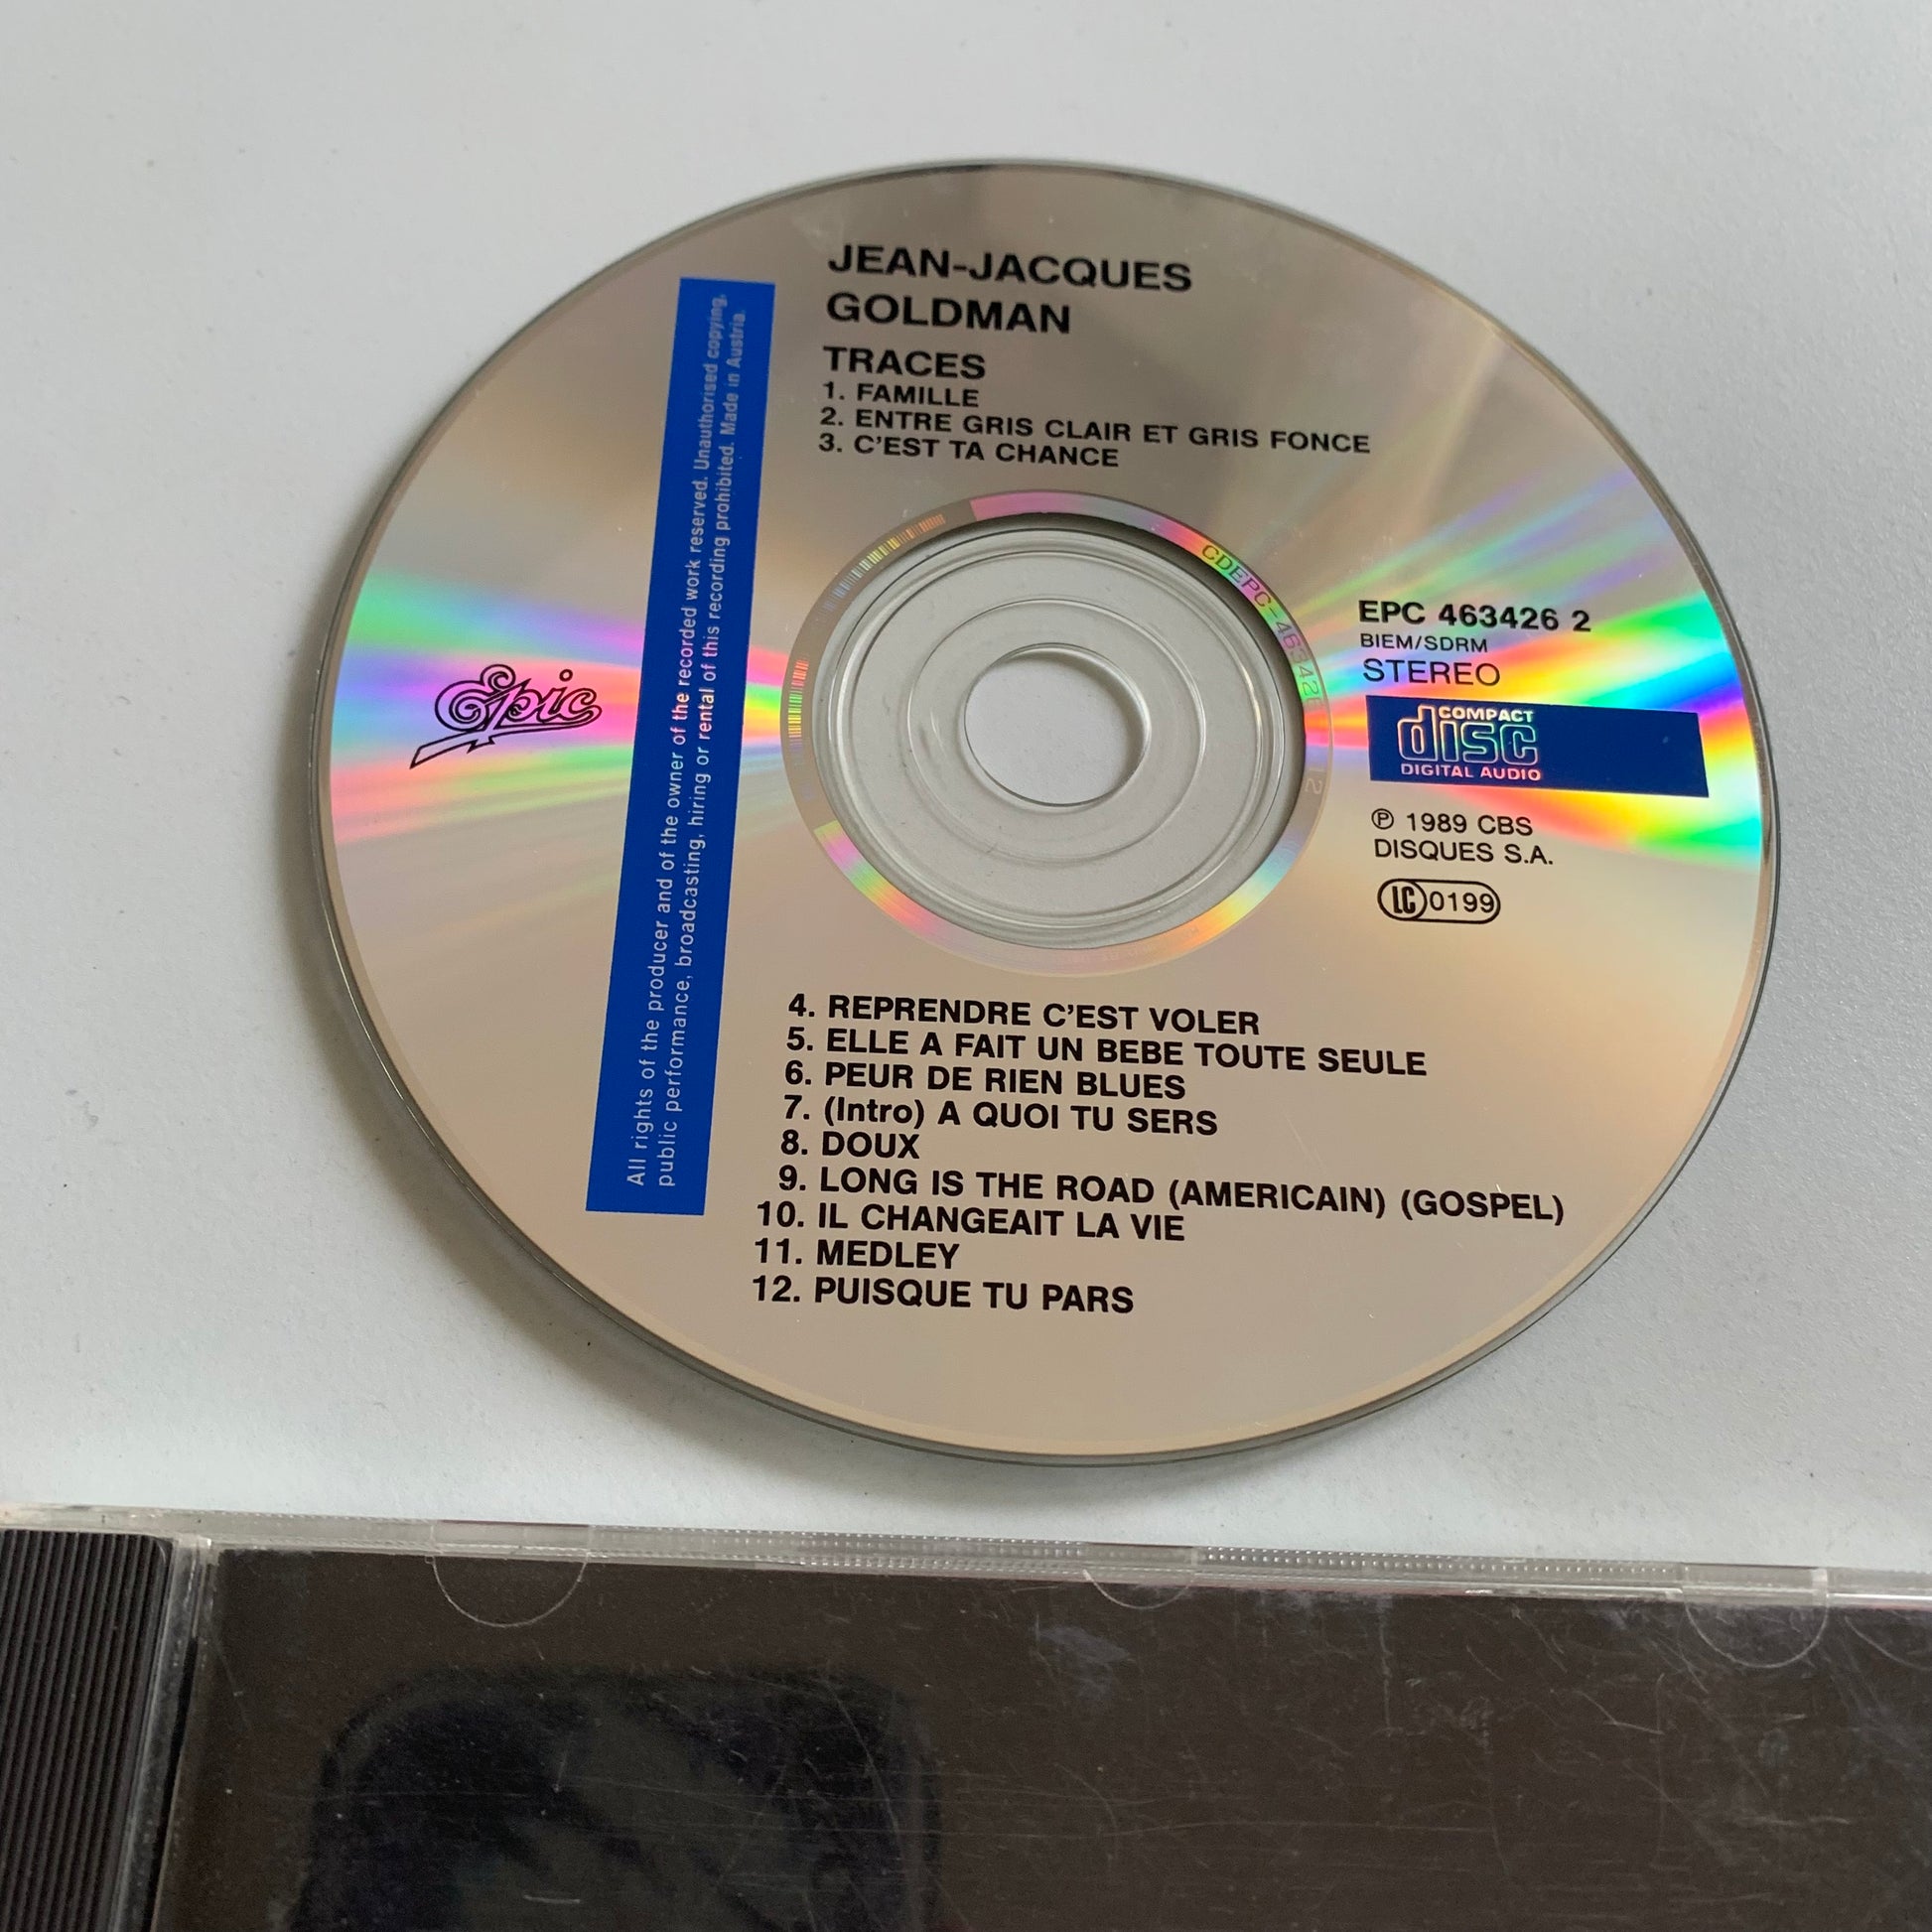 JEAN-JACQUES
GOLDMAN
TRACES
1. FAMILLE
2. ENTRE GRIS CLAIR ET GRIS FONCE
3. C'EST TA CHANCE
All rights of the producer and of the owner of the recorded work reserved. Unauthorised copying,
public performance, broadcasting, hiring or rental of this recording prohibited. Made in Austria.
Epic
EPC 463426 2
BIEM/SDRM
STEREO
COMPACT
disc
DIGITAL AUDIO
℗ 1989 CBS
DISQUES S.A.
LC 0199
4. REPRENDRE C'EST VOLER
5. ELLE A FAIT UN BEBE TOUTE SEULE
6. PEUR DE RIEN BLUES
7. (Intro) A QUOI TU SERS
8. DOUX
9. LONG IS THE ROAD (AMERICAIN) (GOSPEL)
10. IL CHANGEAIT LA VIE
11. MEDLEY
12. PUISQUE TU PARS